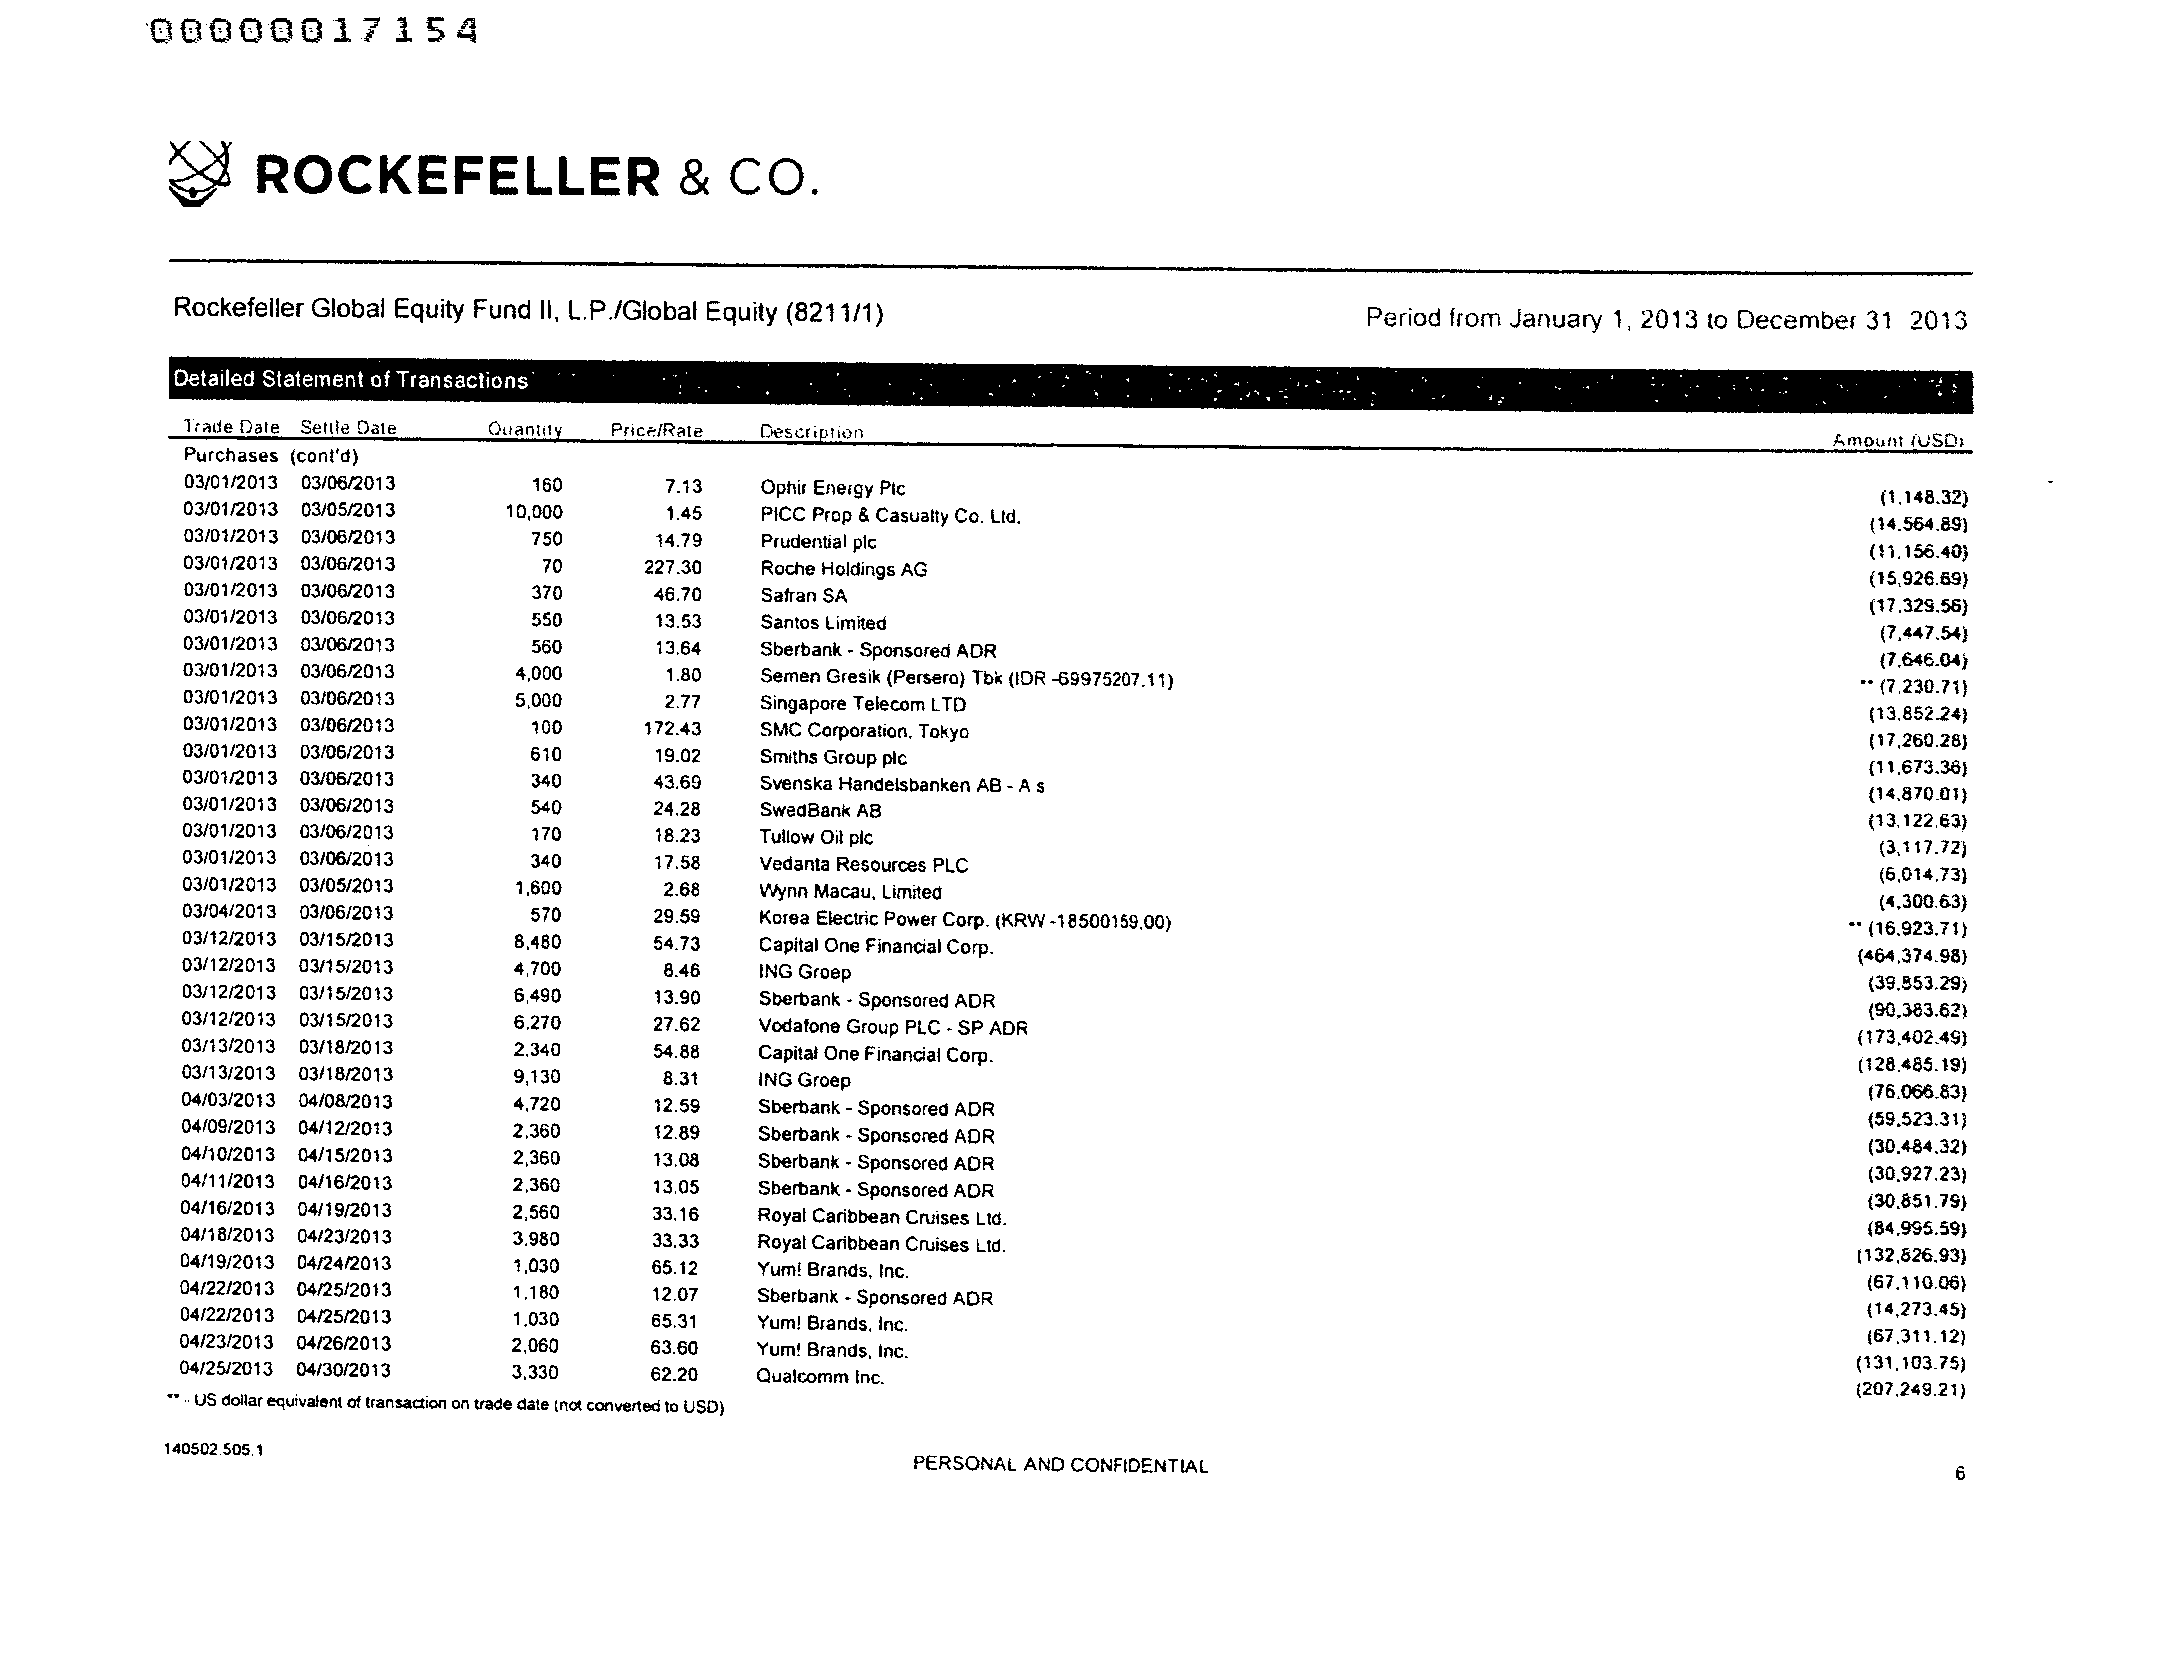 00000017154
ROCKEFELLER & CO.
Rockefeller Global Equity Fund II, L.P./Global Equity (8211/1) Period from January 1, 2013 to December 31 2013
Detailed Statement of Transactions
Trade Date Settle Date Quantity Price/Rate Description Amount (USD)
Purchases (cont'd)
03/01/2013 03/06/2013 160 7.13 Ophir Energy Plc (1,148.32)
03/01/2013 03/05/2013 10,000 1.45 PICC Prop & Casualty Co. Ltd. (14,564.89)
03/01/2013 03/06/2013 750 14.79 Prudential plc (11,156.40)
03/01/2013 03/06/2013 70 227.30 Roche Holdings AG (15,926.69)
03/01/2013 03/06/2013 370 46.70 Safran SA (17,329.56)
03/01/2013 03/06/2013 550 13.53 Santos Limited (7,447.54)
03/01/2013 03/06/2013 560 13.64 Sberbank - Sponsored ADR (7,646.04)
03/01/2013 03/06/2013 4,000 1.80 Semen Gresik (Persero) Tbk (IDR -69975207.11) ** (7,230.71)
03/01/2013 03/06/2013 5,000 2.77 Singapore Telecom LTD (13,852.24)
03/01/2013 03/06/2013 100 172.43 SMC Corporation, Tokyo (17,260.28)
03/01/2013 03/06/2013 610 19.02 Smiths Group plc (11,673.36)
03/01/2013 03/06/2013 340 43.69 Svenska Handelsbanken AB - A s (14,870.01)
03/01/2013 03/06/2013 540 24.28 SwedBank AB (13,122.63)
03/01/2013 03/06/2013 170 18.23 Tullow Oil plc (3,117.72)
03/01/2013 03/06/2013 340 17.58 Vedanta Resources PLC (6,014.73)
03/01/2013 03/05/2013 1,600 2.68 Wynn Macau, Limited (4,300.63)
03/04/2013 03/06/2013 570 29.59 Korea Electric Power Corp. (KRW -18500159.00) ** (16,923.71)
03/12/2013 03/15/2013 8,480 54.73 Capital One Financial Corp. (464,374.98)
03/12/2013 03/15/2013 4,700 8.46 ING Groep (39,853.29)
03/12/2013 03/15/2013 6,490 13.90 Sberbank - Sponsored ADR (90,383.62)
03/12/2013 03/15/2013 6,270 27.62 Vodafone Group PLC - SP ADR (173,402.49)
03/13/2013 03/18/2013 2,340 54.88 Capital One Financial Corp. (128,485.19)
03/13/2013 03/18/2013 9,130 8.31 ING Groep (76,066.83)
04/03/2013 04/08/2013 4,720 12.59 Sberbank - Sponsored ADR (59,523.31)
04/09/2013 04/12/2013 2,360 12.89 Sberbank - Sponsored ADR (30,484.32)
04/10/2013 04/15/2013 2,360 13.08 Sberbank - Sponsored ADR (30,927.23)
04/11/2013 04/16/2013 2,360 13.05 Sberbank - Sponsored ADR (30,851.79)
04/16/2013 04/19/2013 2,560 33.16 Royal Caribbean Cruises Ltd. (84,995.59)
04/18/2013 04/23/2013 3,980 33.33 Royal Caribbean Cruises Ltd. (132,826.93)
04/19/2013 04/24/2013 1,030 65.12 Yum! Brands, Inc. (67,110.06)
04/22/2013 04/25/2013 1,180 12.07 Sberbank - Sponsored ADR (14,273.45)
04/22/2013 04/25/2013 1,030 65.31 Yum! Brands, Inc. (67,311.12)
04/23/2013 04/26/2013 2,060 63.60 Yum! Brands, Inc. (131,103.75)
04/25/2013 04/30/2013 3,330 62.20 Qualcomm Inc. (207,249.21)
** - US dollar equivalent of transaction on trade date (not converted to USD)
140502.505.1 PERSONAL AND CONFIDENTIAL 6